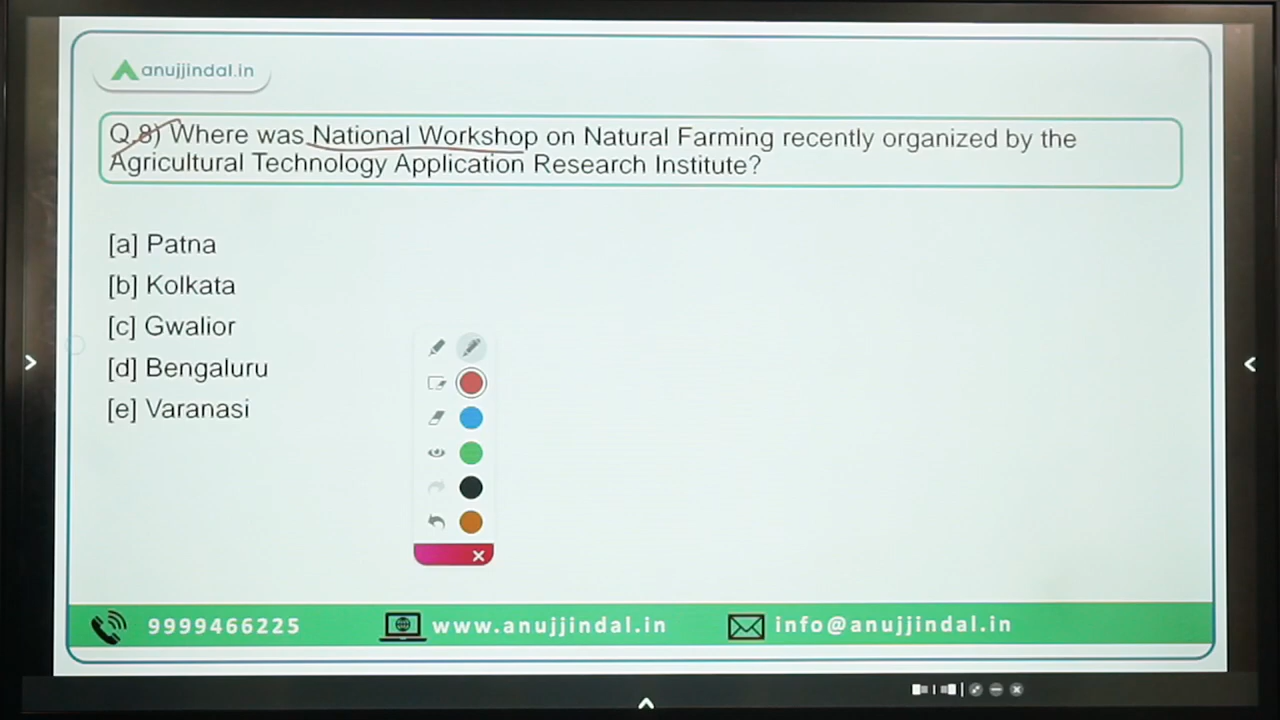 anujjindal.in
Q.8) Where was National Workshop on Natural Farming recently organized by the
Agricultural Technology Application Research Institute?
[a] Patna
[b] Kolkata
[c] Gwalior
[d] Bengaluru
[e] Varanasi
9999466225 www.anujjindal.in info@anujjindal.in